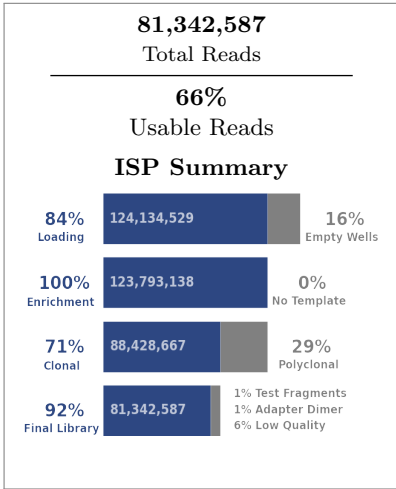 81,342,587
Total Reads
66%
Usable Reads
ISP Summary
84%
Loading
124,134,529
16%
Empty Wells
100%
Enrichment
123,793,138
0%
No Template
71%
Clonal
88,428,667
29%
Polyclonal
92%
Final Library
81,342,587
1% Test Fragments
1% Adapter Dimer
6% Low Quality